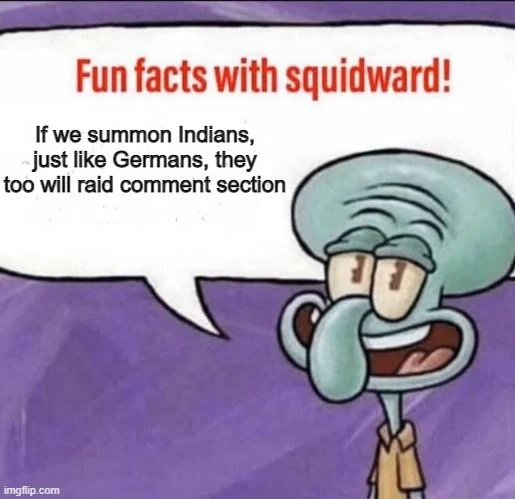 Fun facts with squidward!
If we summon Indians,
just like Germans, they
too will raid comment section
imgflip.com